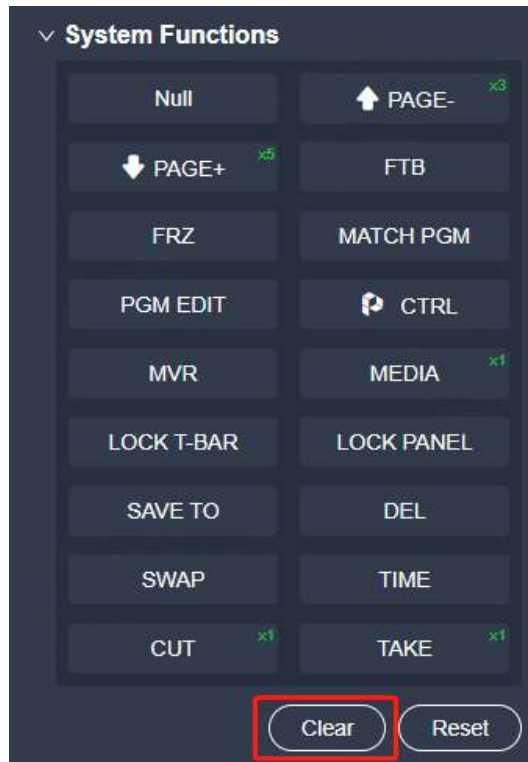 System Functions
Null
PAGE- x3
PAGE+ x5
FTB
FRZ
MATCH PGM
PGM EDIT
CTRL
MVR
MEDIA x1
LOCK T-BAR
LOCK PANEL
SAVE TO
DEL
SWAP
TIME
CUT x1
TAKE x1
Clear
Reset